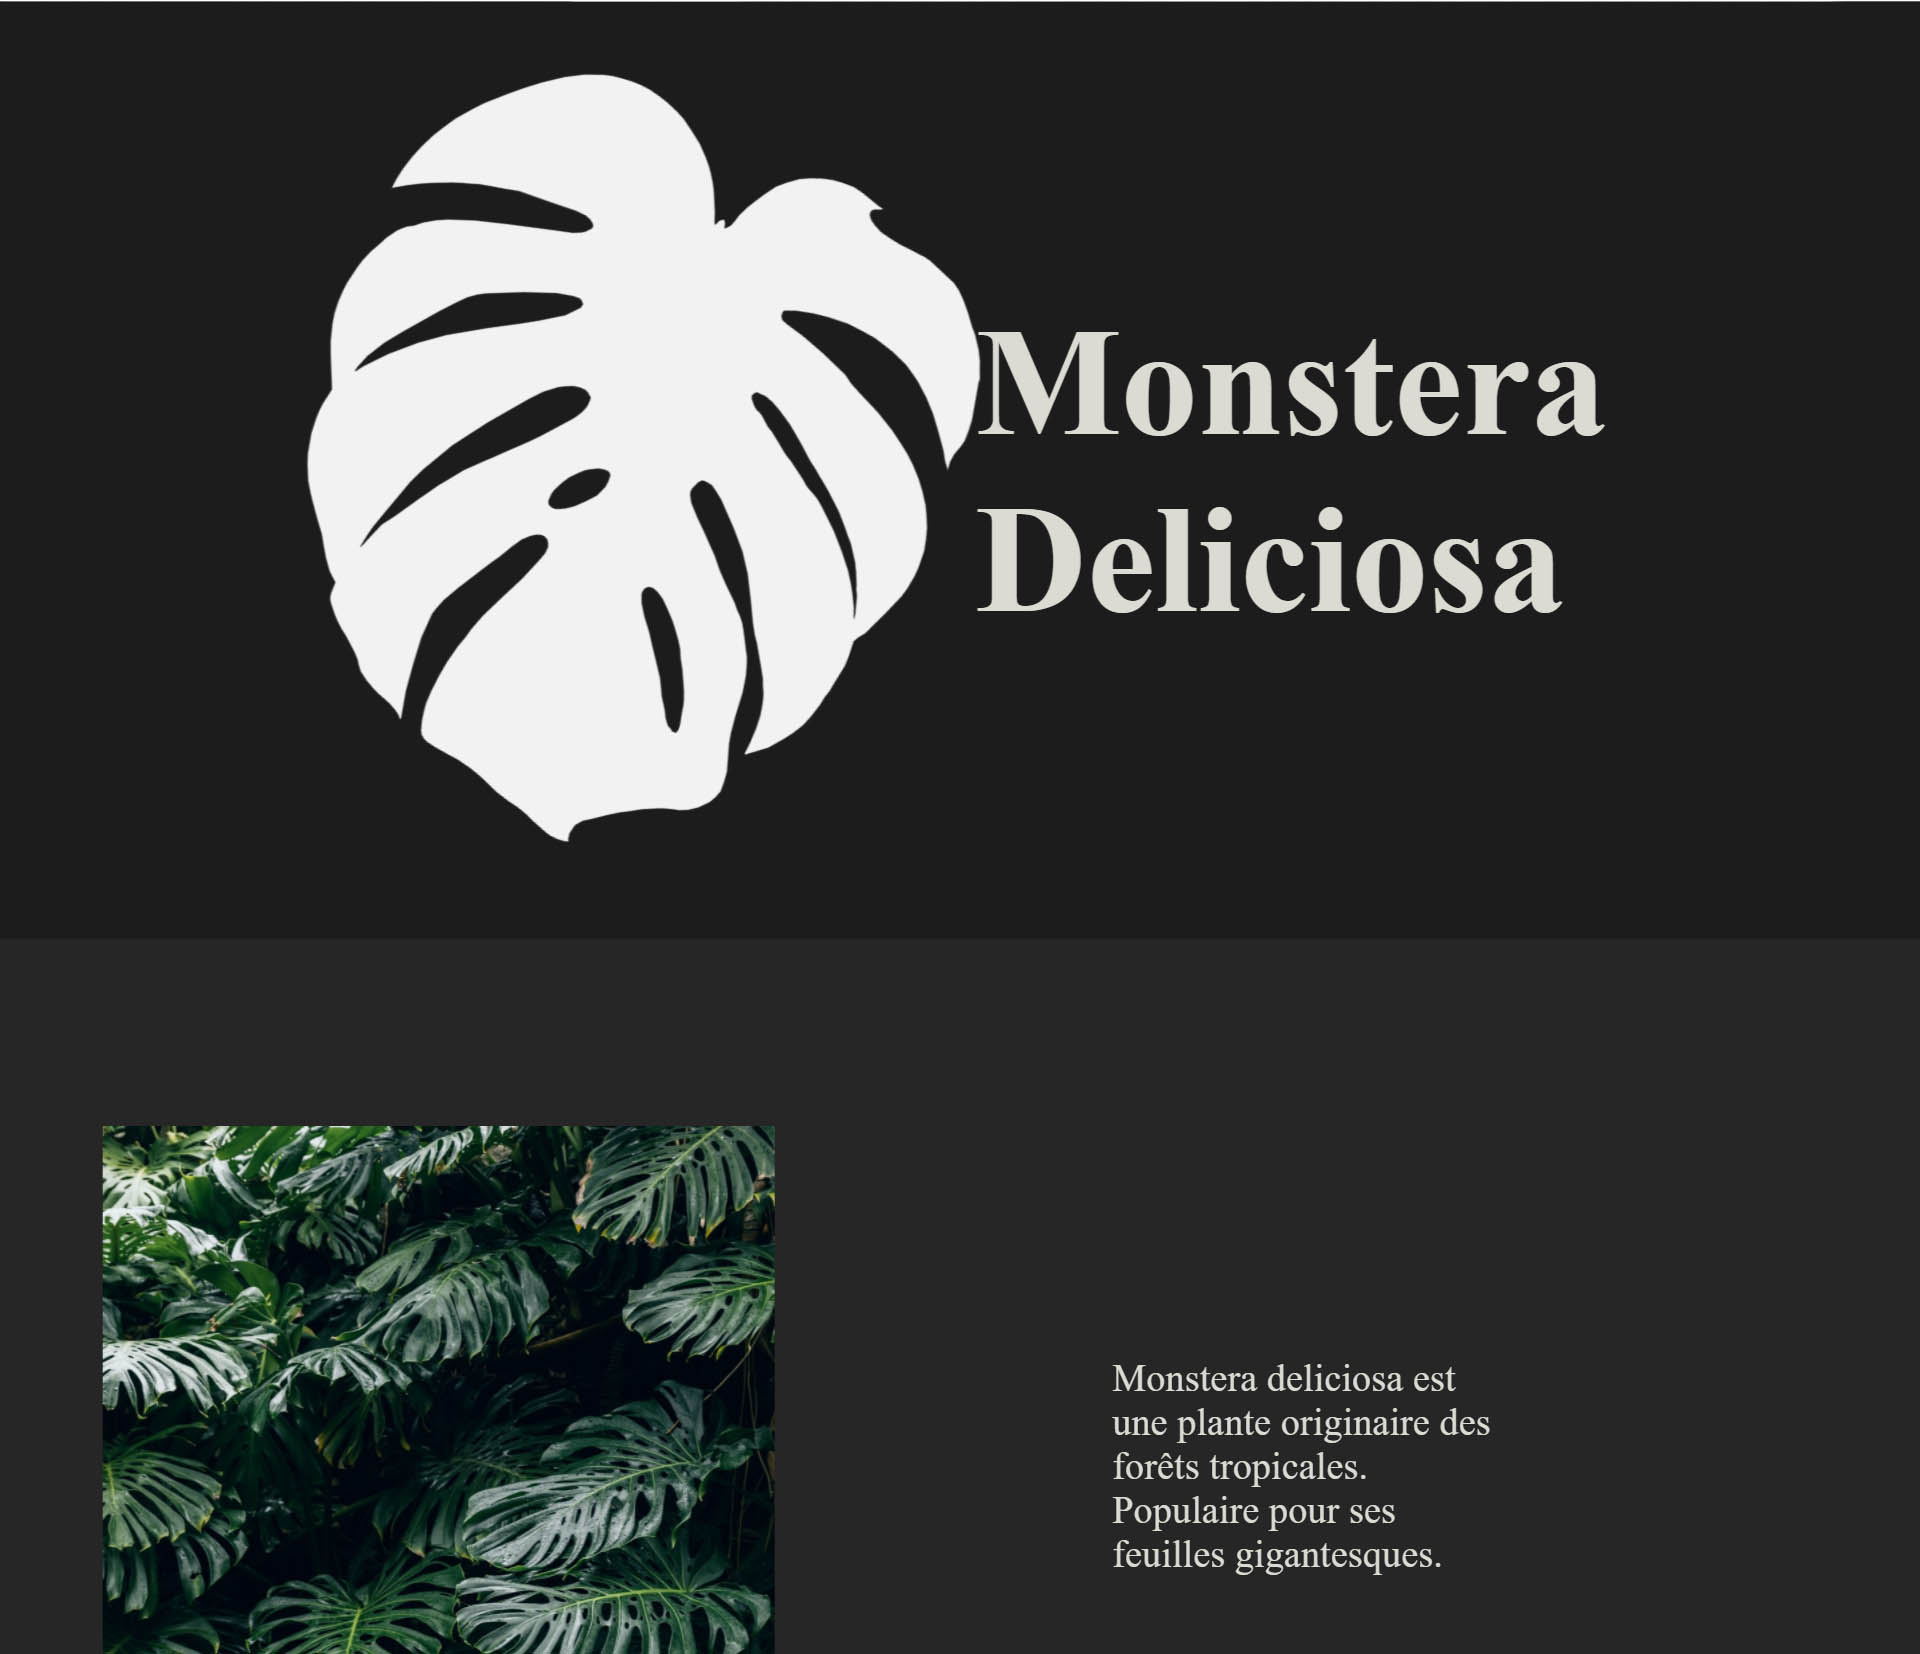 Monstera
Deliciosa
Monstera deliciosa est
une plante originaire des
forêts tropicales.
Populaire pour ses
feuilles gigantesques.